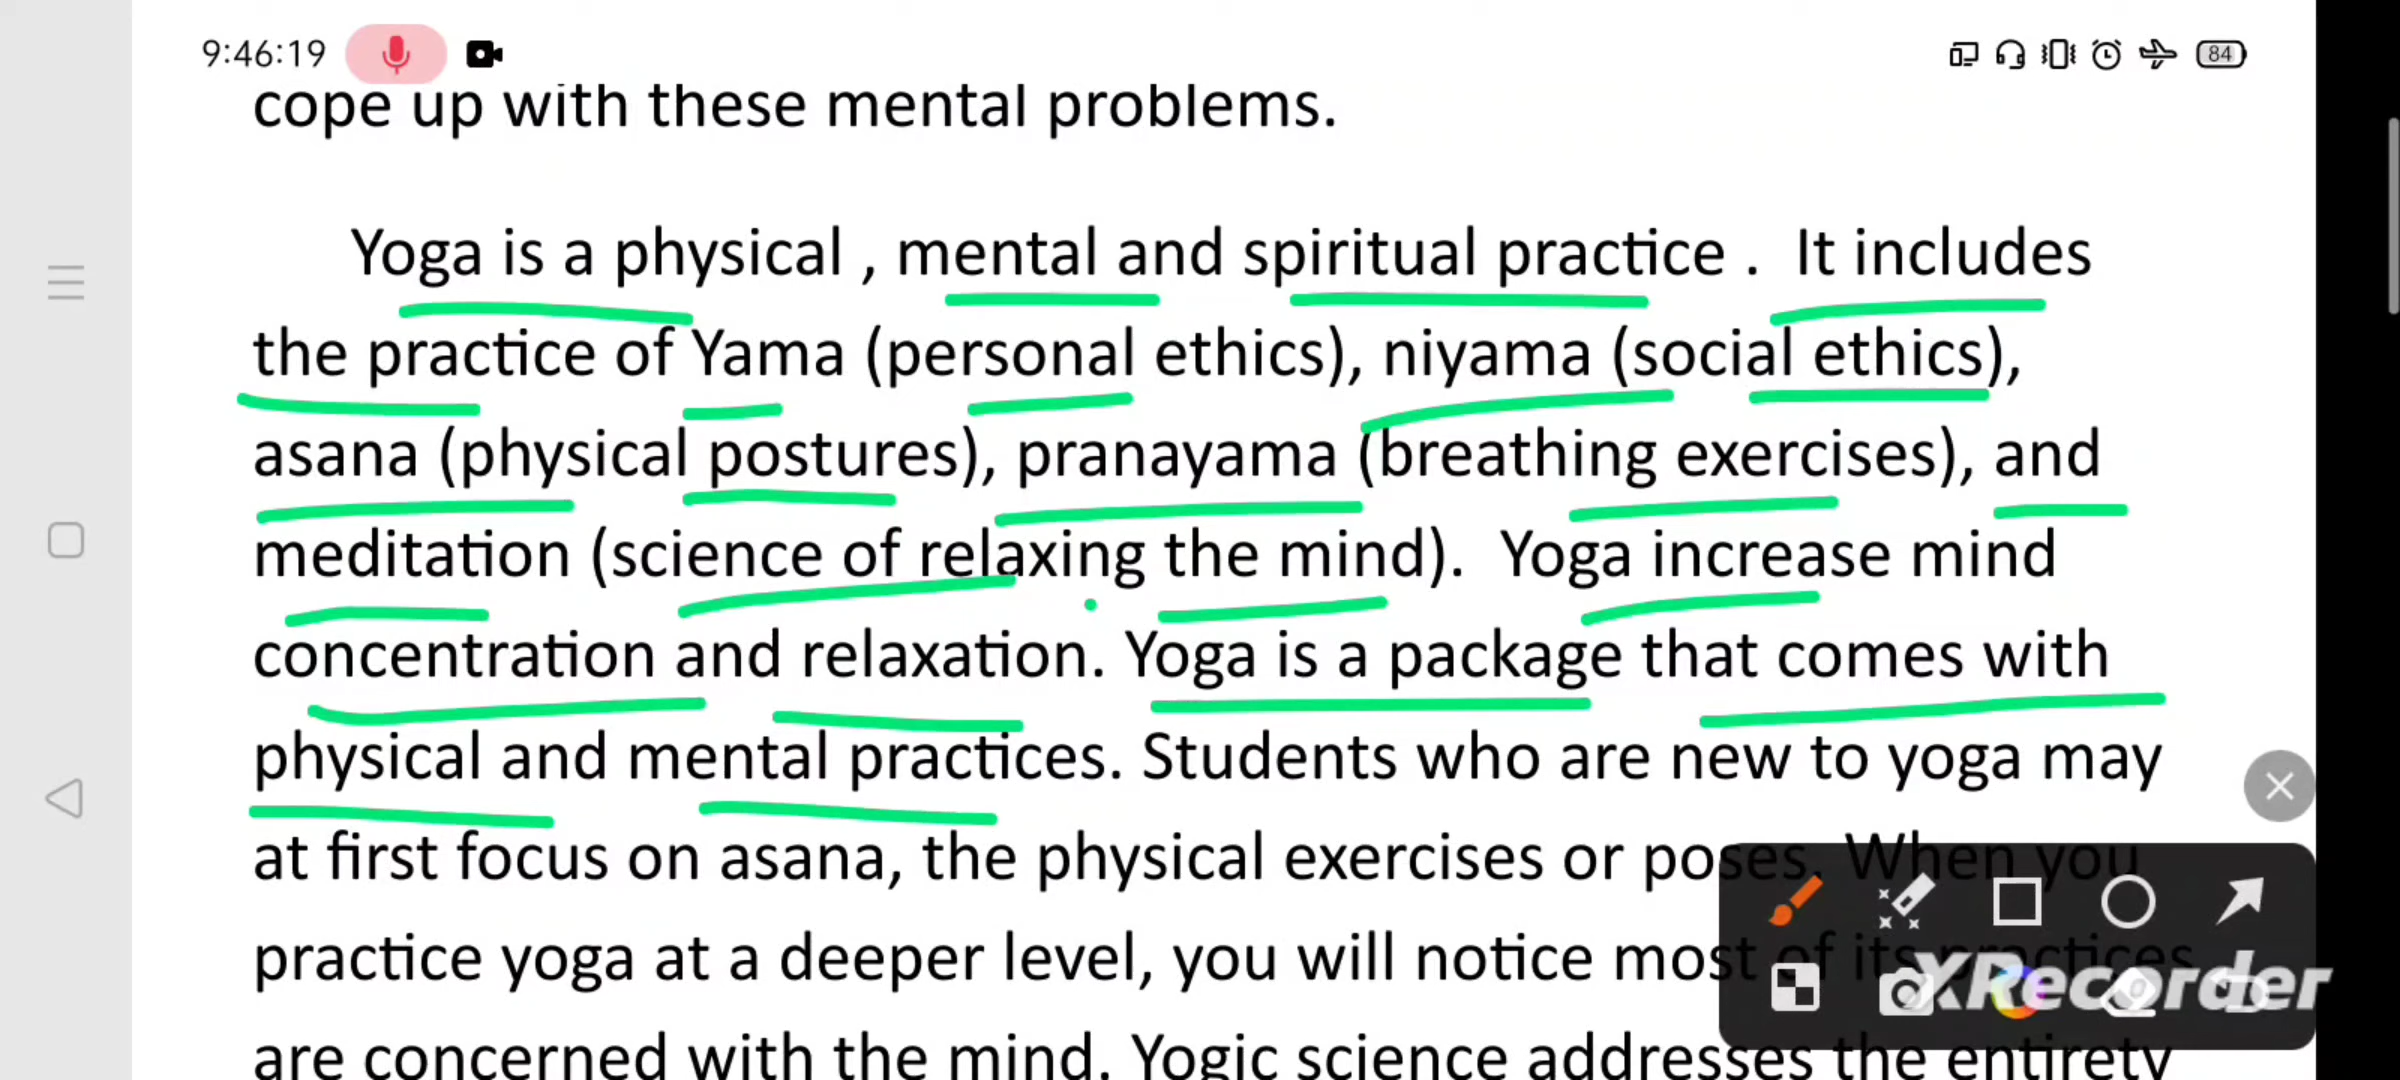 9:46:19
84
cope up with these mental problems.
Yoga is a physical , mental and spiritual practice . It includes
the practice of Yama (personal ethics), niyama (social ethics),
asana (physical postures), pranayama (breathing exercises), and
meditation (science of relaxing the mind). Yoga increase mind
concentration and relaxation. Yoga is a package that comes with
physical and mental practices. Students who are new to yoga may
at first focus on asana, the physical exercises or poses. When you
practice yoga at a deeper level, you will notice most of its practices
XRecorder
are concerned with the mind. Yogic science addresses the entirety